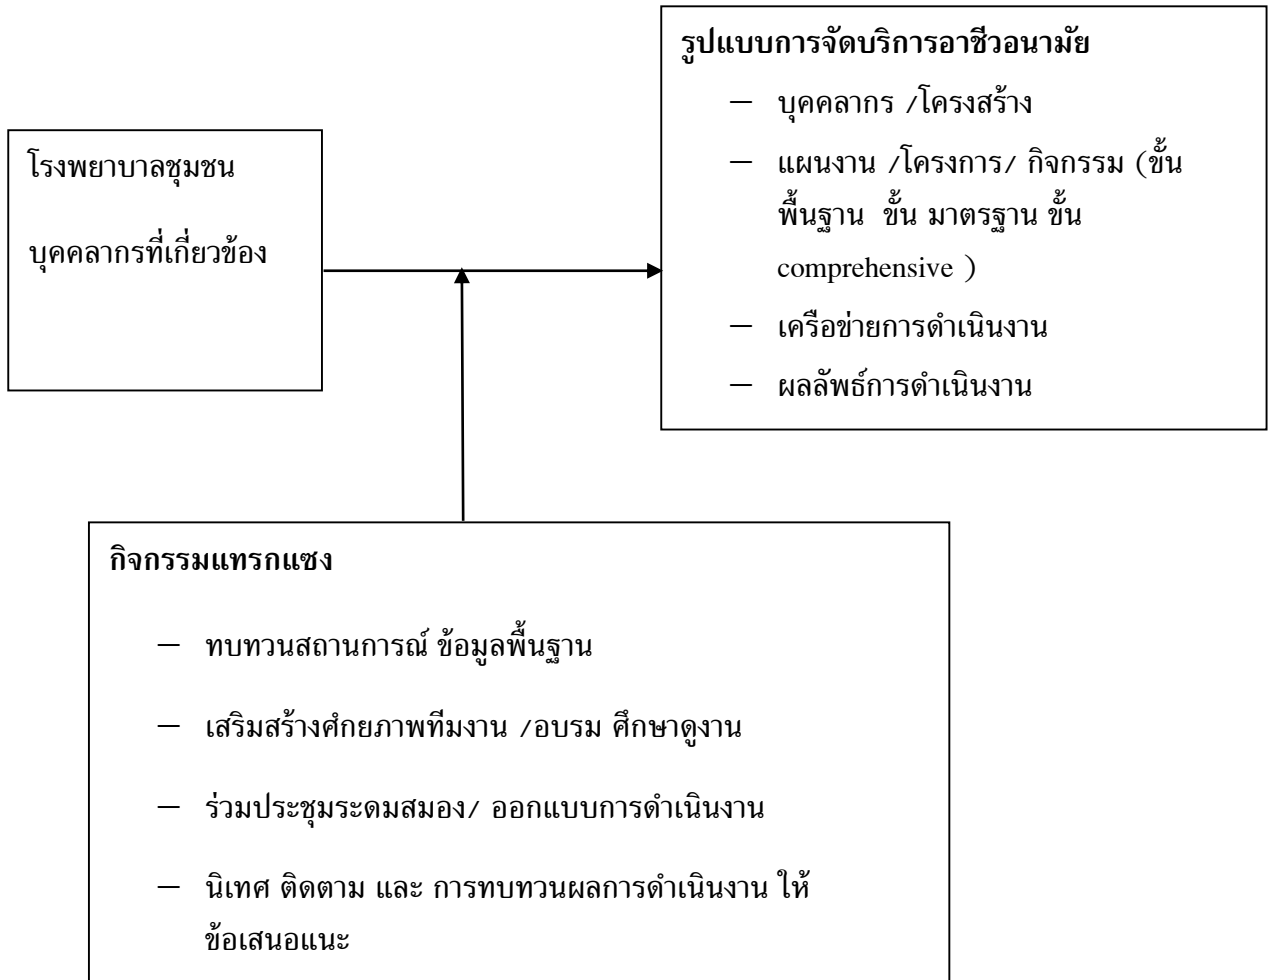 โรงพยาบาลชุมชน
บุคคลากรที่เกี่ยวข้อง
รูปแบบการจัดบริการอาชีวอนามัย
— บุคคลากร /โครงสร้าง
— แผนงาน /โครงการ/ กิจกรรม (ขั้น
พื้นฐาน ขั้น มาตรฐาน ขั้น
comprehensive )
— เครือข่ายการดำเนินงาน
— ผลลัพธ์การดำเนินงาน
กิจกรรมแทรกแซง
— ทบทวนสถานการณ์ ข้อมูลพื้นฐาน
— เสริมสร้างศํกยภาพทีมงาน /อบรม ศึกษาดูงาน
— ร่วมประชุมระดมสมอง/ ออกแบบการดำเนินงาน
— นิเทศ ติดตาม และ การทบทวนผลการดำเนินงาน ให้
ข้อเสนอแนะ